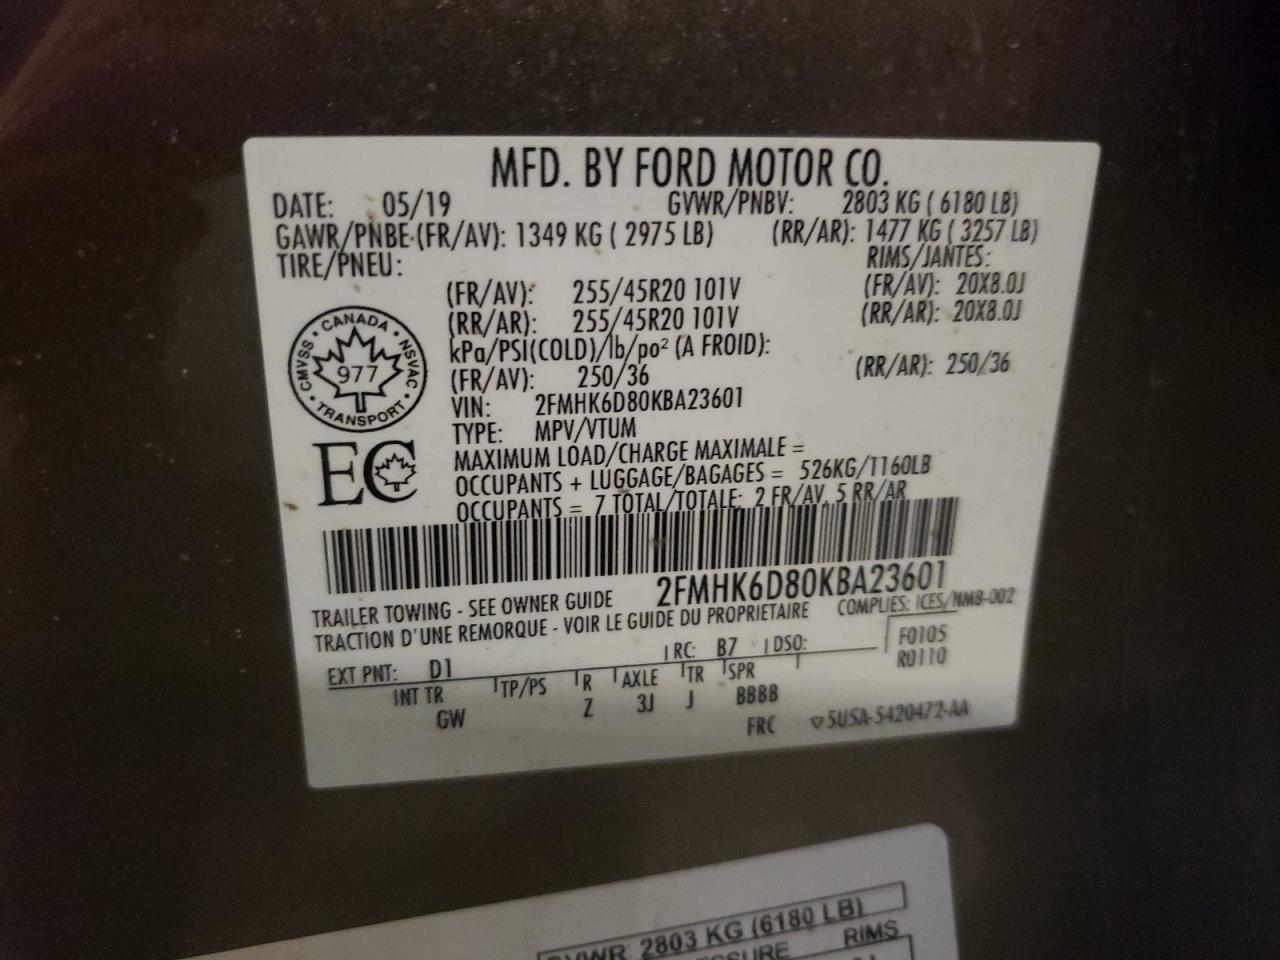 MFD. BY FORD MOTOR CO.
DATE: 05/19 GVWR/PNBV: 2803 KG ( 6180 LB)
GAWR/PNBE (FR/AV): 1349 KG ( 2975 LB) (RR/AR): 1477 KG ( 3257 LB)
TIRE/PNEU: RIMS/JANTES:
(FR/AV): 255/45R20 101V (FR/AV): 20X8.0J
(RR/AR): 255/45R20 101V (RR/AR): 20X8.0J
kPa/PSI(COLD)/lb/po² (A FROID):
(FR/AV): 250/36 (RR/AR): 250/36
CANADA
CMVSS NSVAC
977
TRANSPORT
VIN: 2FMHK6D80KBA23601
TYPE: MPV/VTUM
EC
MAXIMUM LOAD/CHARGE MAXIMALE =
OCCUPANTS + LUGGAGE/BAGAGES = 526KG/1160LB
OCCUPANTS = 7 TOTAL/TOTALE: 2 FR/AV, 5 RR/AR
2FMHK6D80KBA23601
TRAILER TOWING - SEE OWNER GUIDE
TRACTION D'UNE REMORQUE - VOIR LE GUIDE DU PROPRIETAIRE
COMPLIES: ICES/NMB-002
EXT PNT: D1 RC: B7 DSO: F0105
R0110
INT TR TP/PS R AXLE TR SPR
GW Z 3J J BBBB
FRC 5U5A-5420472-AA
GVWR 2803 KG (6180 LB)
RIMS